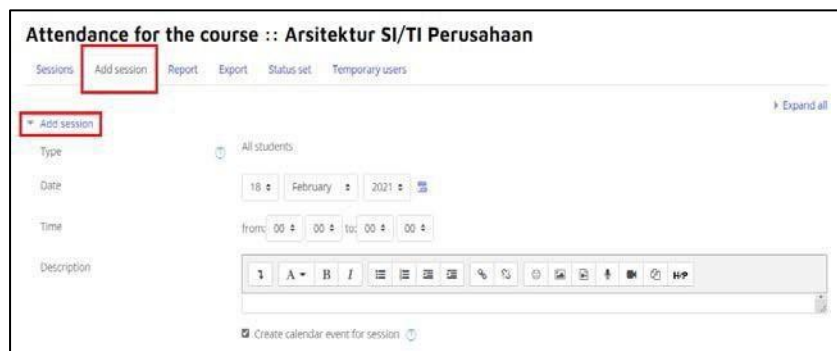 Attendance for the course :: Arsitektur SI/TI Perusahaan
Sessions Add session Report Export Status set Temporary users
Expand all
Add session
Type All students
Date 18 February 2021
Time from: 00 00 to: 00 00
Description A B I H-P
Create calendar event for session